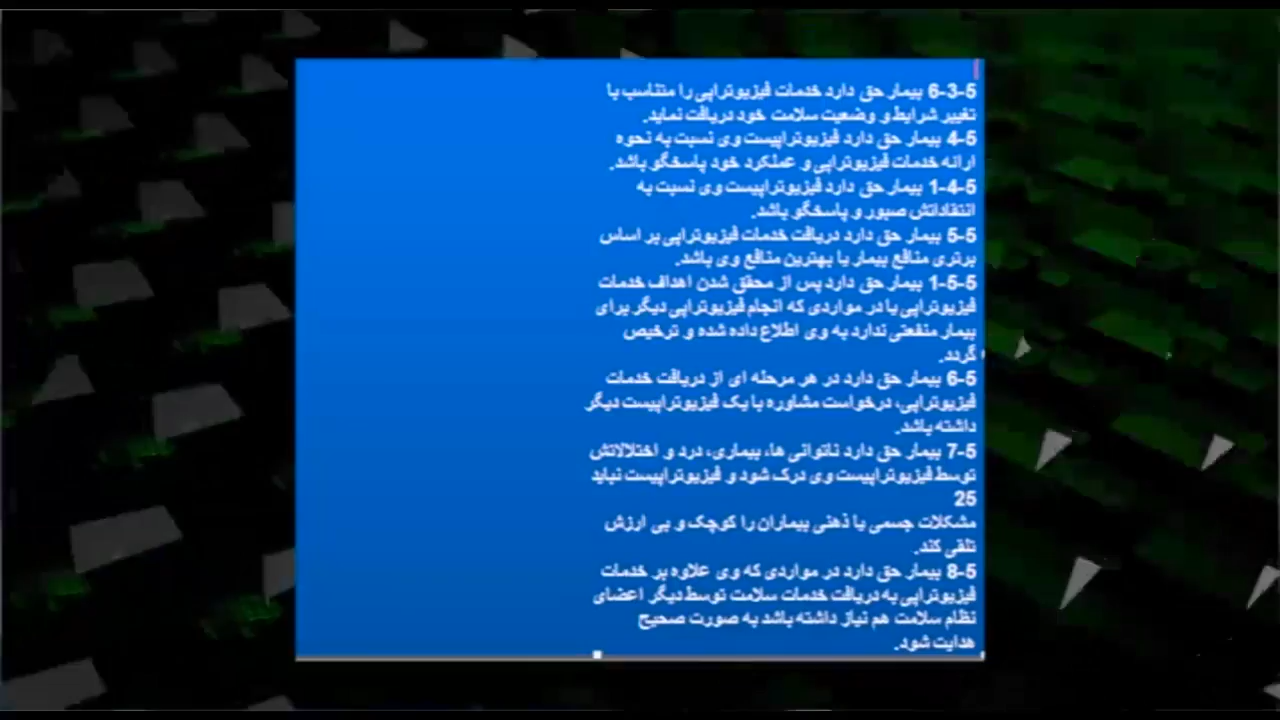 6-3-5 بیمار حق دارد خدمات فیزیوتراپی را متناسب با
تغییر شرایط و وضعیت سلامت خود دریافت نماید.
4-5 بیمار حق دارد فیزیوتراپیست وی نسبت به نحوه
ارائه خدمات فیزیوتراپی و عملکرد خود پاسخگو باشد.
1-4-5 بیمار حق دارد فیزیوتراپیست وی نسبت به
انتقاداتش صبور و پاسخگو باشد.
5-5 بیمار حق دارد دریافت خدمات فیزیوتراپی بر اساس
برتری منافع بیمار یا بهترین منافع وی باشد.
1-5-5 بیمار حق دارد پس از محقق شدن اهداف خدمات
فیزیوتراپی یا در مواردی که انجام فیزیوتراپی دیگر برای
بیمار منفعتی ندارد به وی اطلاع داده شده و ترخیص
گردد.
6-5 بیمار حق دارد در هر مرحله ای از دریافت خدمات
فیزیوتراپی، درخواست مشاوره با یک فیزیوتراپیست دیگر
داشته باشد.
7-5 بیمار حق دارد ناتوانی ها، بیماری، درد و اختلالاتش
توسط فیزیوتراپیست وی درک شود و فیزیوتراپیست نباید
25
مشکلات جسمی یا ذهنی بیماران را کوچک و بی ارزش
تلقی کند.
8-5 بیمار حق دارد در مواردی که وی علاوه بر خدمات
فیزیوتراپی به دریافت خدمات سلامت توسط دیگر اعضای
نظام سلامت هم نیاز داشته باشد به صورت صحیح
هدایت شود.